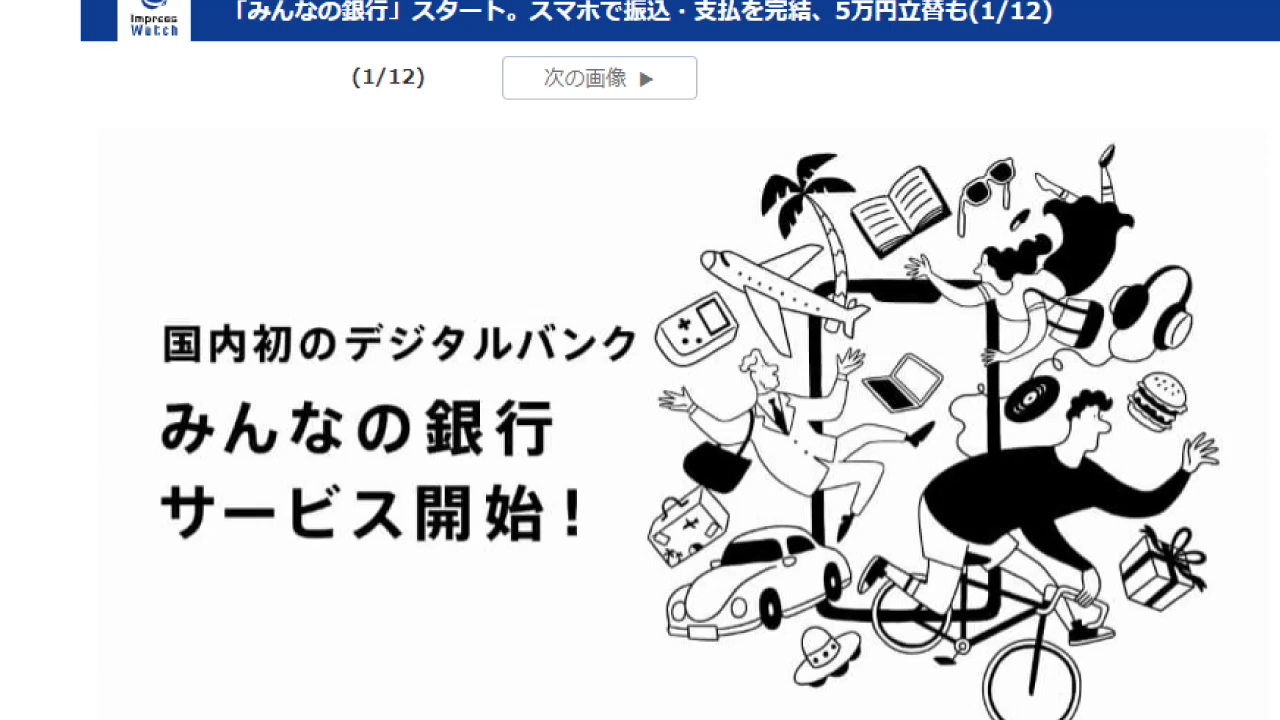 Impress
Watch
「みんなの銀行」スタート。スマホで振込・支払を完結、5万円立替も(1/12)
(1/12)
次の画像 ▶
国内初のデジタルバンク
みんなの銀行
サービス開始！